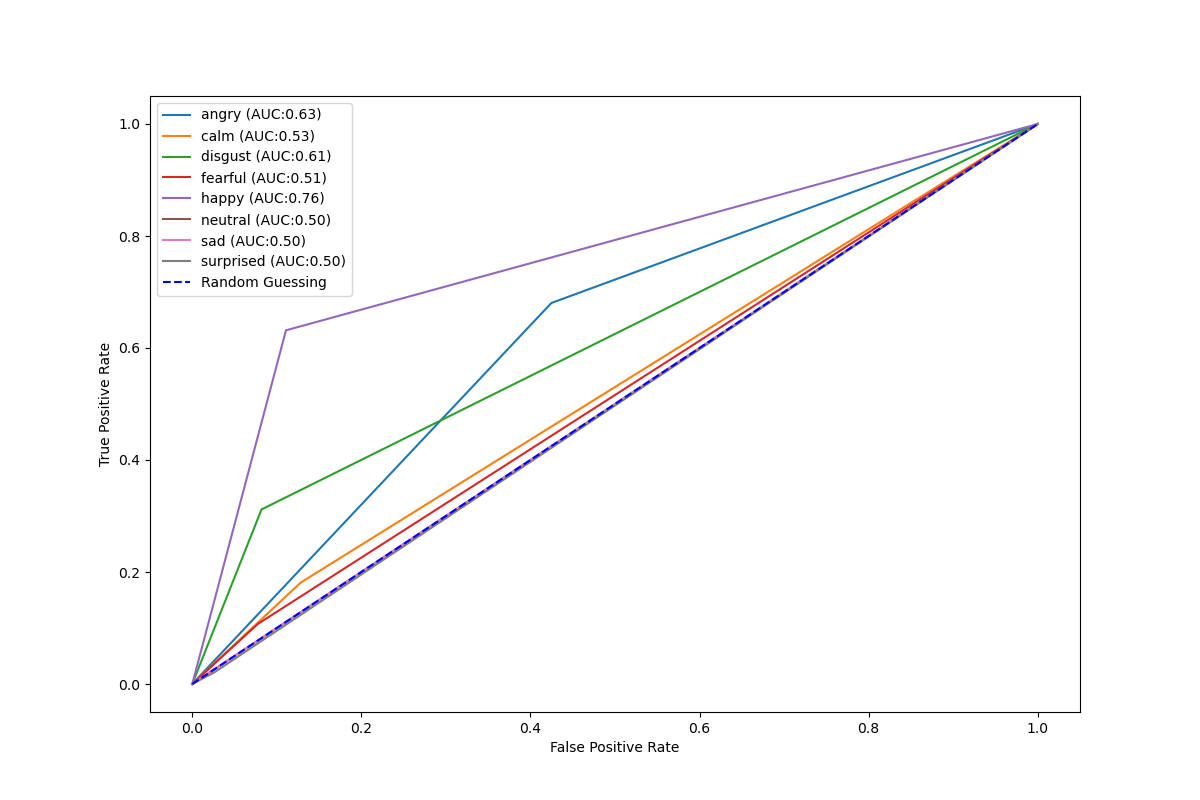 angry (AUC:0.63)
calm (AUC:0.53)
disgust (AUC:0.61)
fearful (AUC:0.51)
happy (AUC:0.76)
neutral (AUC:0.50)
sad (AUC:0.50)
surprised (AUC:0.50)
Random Guessing
1.0
0.8
0.6
0.4
0.2
0.0
True Positive Rate
0.0 0.2 0.4 0.6 0.8 1.0
False Positive Rate